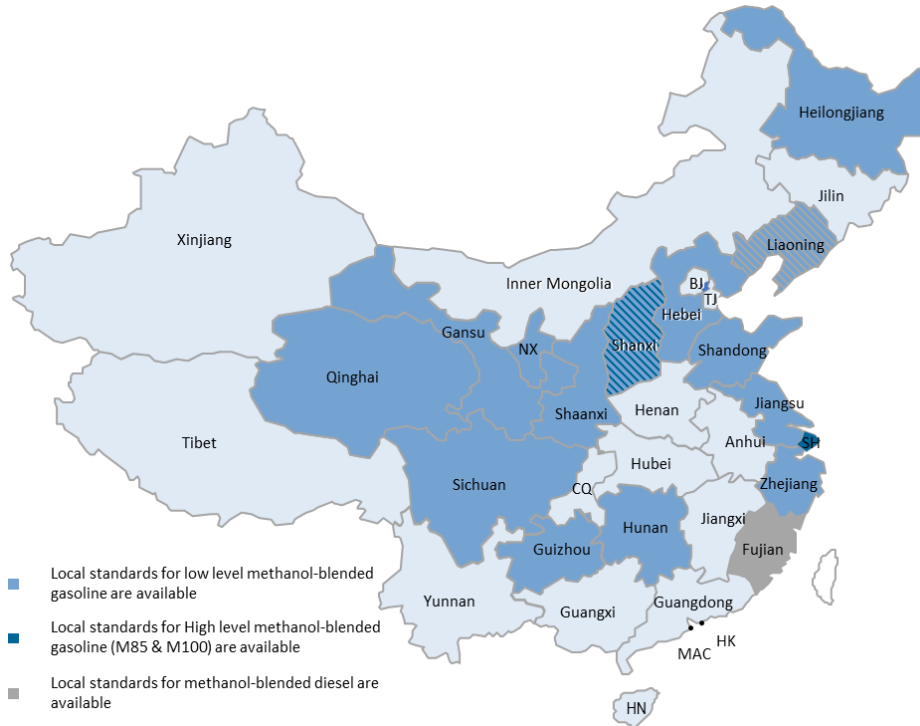 Heilongjiang
Jilin
Liaoning
Xinjiang
Inner Mongolia
BJ
TJ
Hebei
Gansu
NX
Shanxi
Shandong
Qinghai
Shaanxi
Henan
Jiangsu
Tibet
Anhui
SH
Hubei
Sichuan
CQ
Zhejiang
Jiangxi
Hunan
Guizhou
Fujian
Yunnan
Guangxi
Guangdong
HK
MAC
HN
Local standards for low level methanol-blended
gasoline are available
Local standards for High level methanol-blended
gasoline (M85 & M100) are available
Local standards for methanol-blended diesel are
available